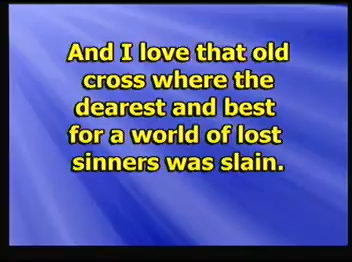 And I love that old
cross where the
dearest and best
for a world of lost
sinners was slain.